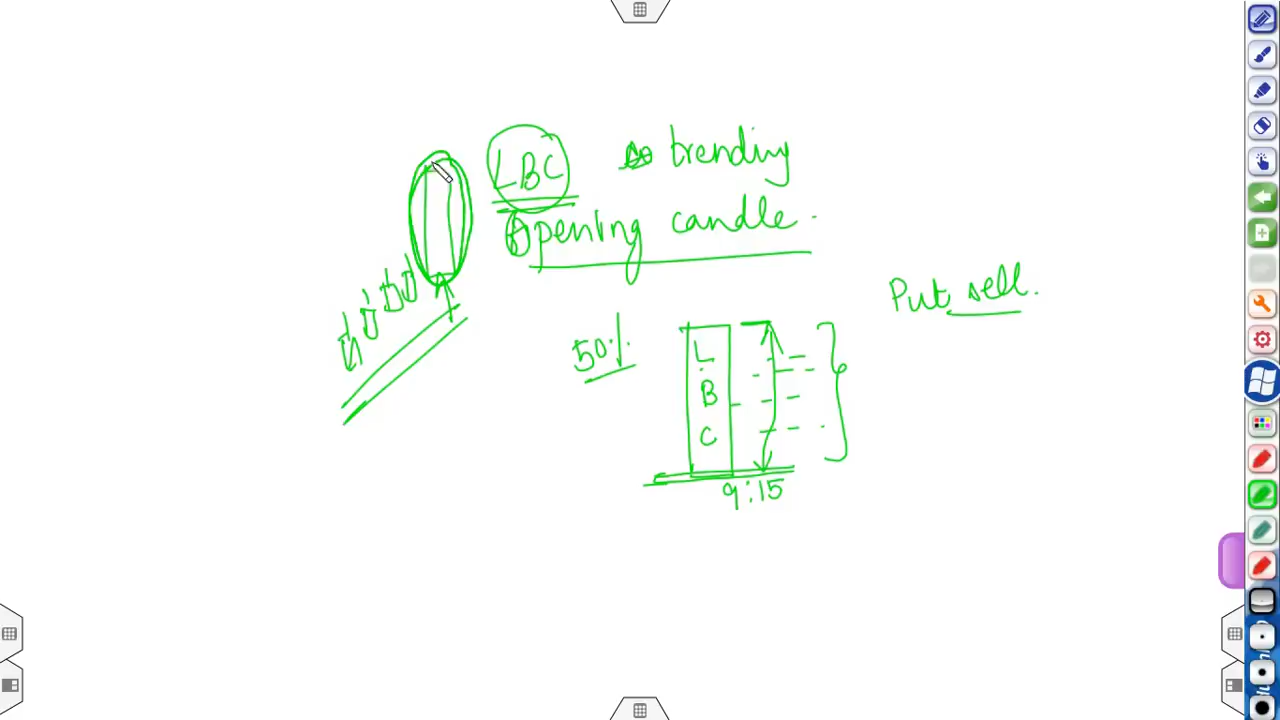 LBC trending
Opening candle.
Put sell.
50%
L
B
C
9:15